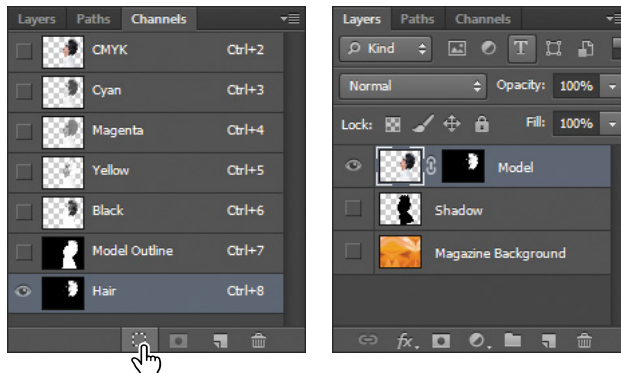 Layers Paths Channels
CMYK Ctrl+2
Cyan Ctrl+3
Magenta Ctrl+4
Yellow Ctrl+5
Black Ctrl+6
Model Outline Ctrl+7
Hair Ctrl+8
Layers Paths Channels
Kind T
Normal Opacity: 100%
Lock: Fill: 100%
Model
Shadow
Magazine Background
fx.